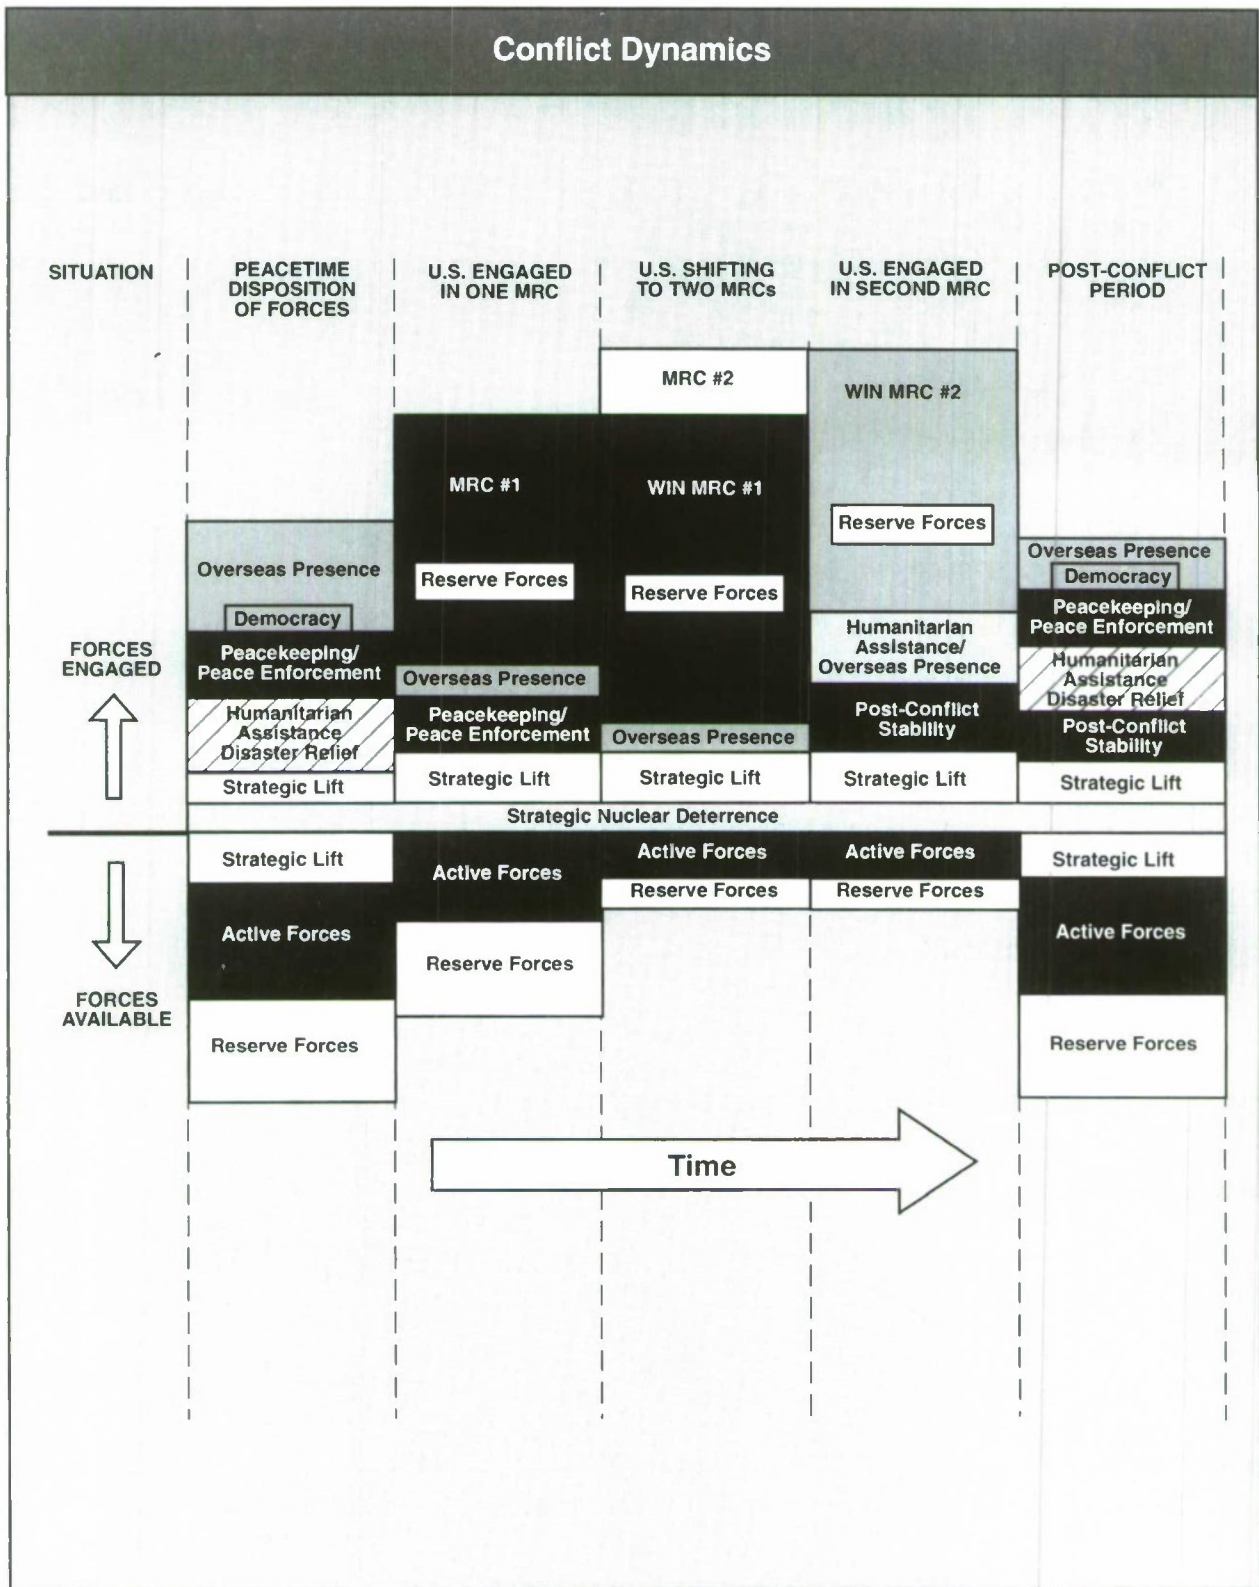 Conflict Dynamics
SITUATION
PEACETIME
DISPOSITION
OF FORCES
U.S. ENGAGED
IN ONE MRC
U.S. SHIFTING
TO TWO MRCs
U.S. ENGAGED
IN SECOND MRC
POST-CONFLICT
PERIOD
FORCES
ENGAGED
FORCES
AVAILABLE
Overseas Presence
Democracy
Peacekeeping/
Peace Enforcement
Humanitarian
Assistance
Disaster Relief
Strategic Lift
MRC #1
Reserve Forces
Overseas Presence
Peacekeeping/
Peace Enforcement
Strategic Lift
MRC #2
WIN MRC #1
Reserve Forces
Overseas Presence
Strategic Lift
WIN MRC #2
Reserve Forces
Humanitarian
Assistance/
Overseas Presence
Post-Conflict
Stability
Strategic Lift
Overseas Presence
Democracy
Peacekeeping/
Peace Enforcement
Humanitarian
Assistance
Disaster Relief
Post-Conflict
Stability
Strategic Lift
Strategic Nuclear Deterrence
Strategic Lift
Active Forces
Reserve Forces
Active Forces
Reserve Forces
Active Forces
Reserve Forces
Active Forces
Reserve Forces
Strategic Lift
Active Forces
Reserve Forces
Time